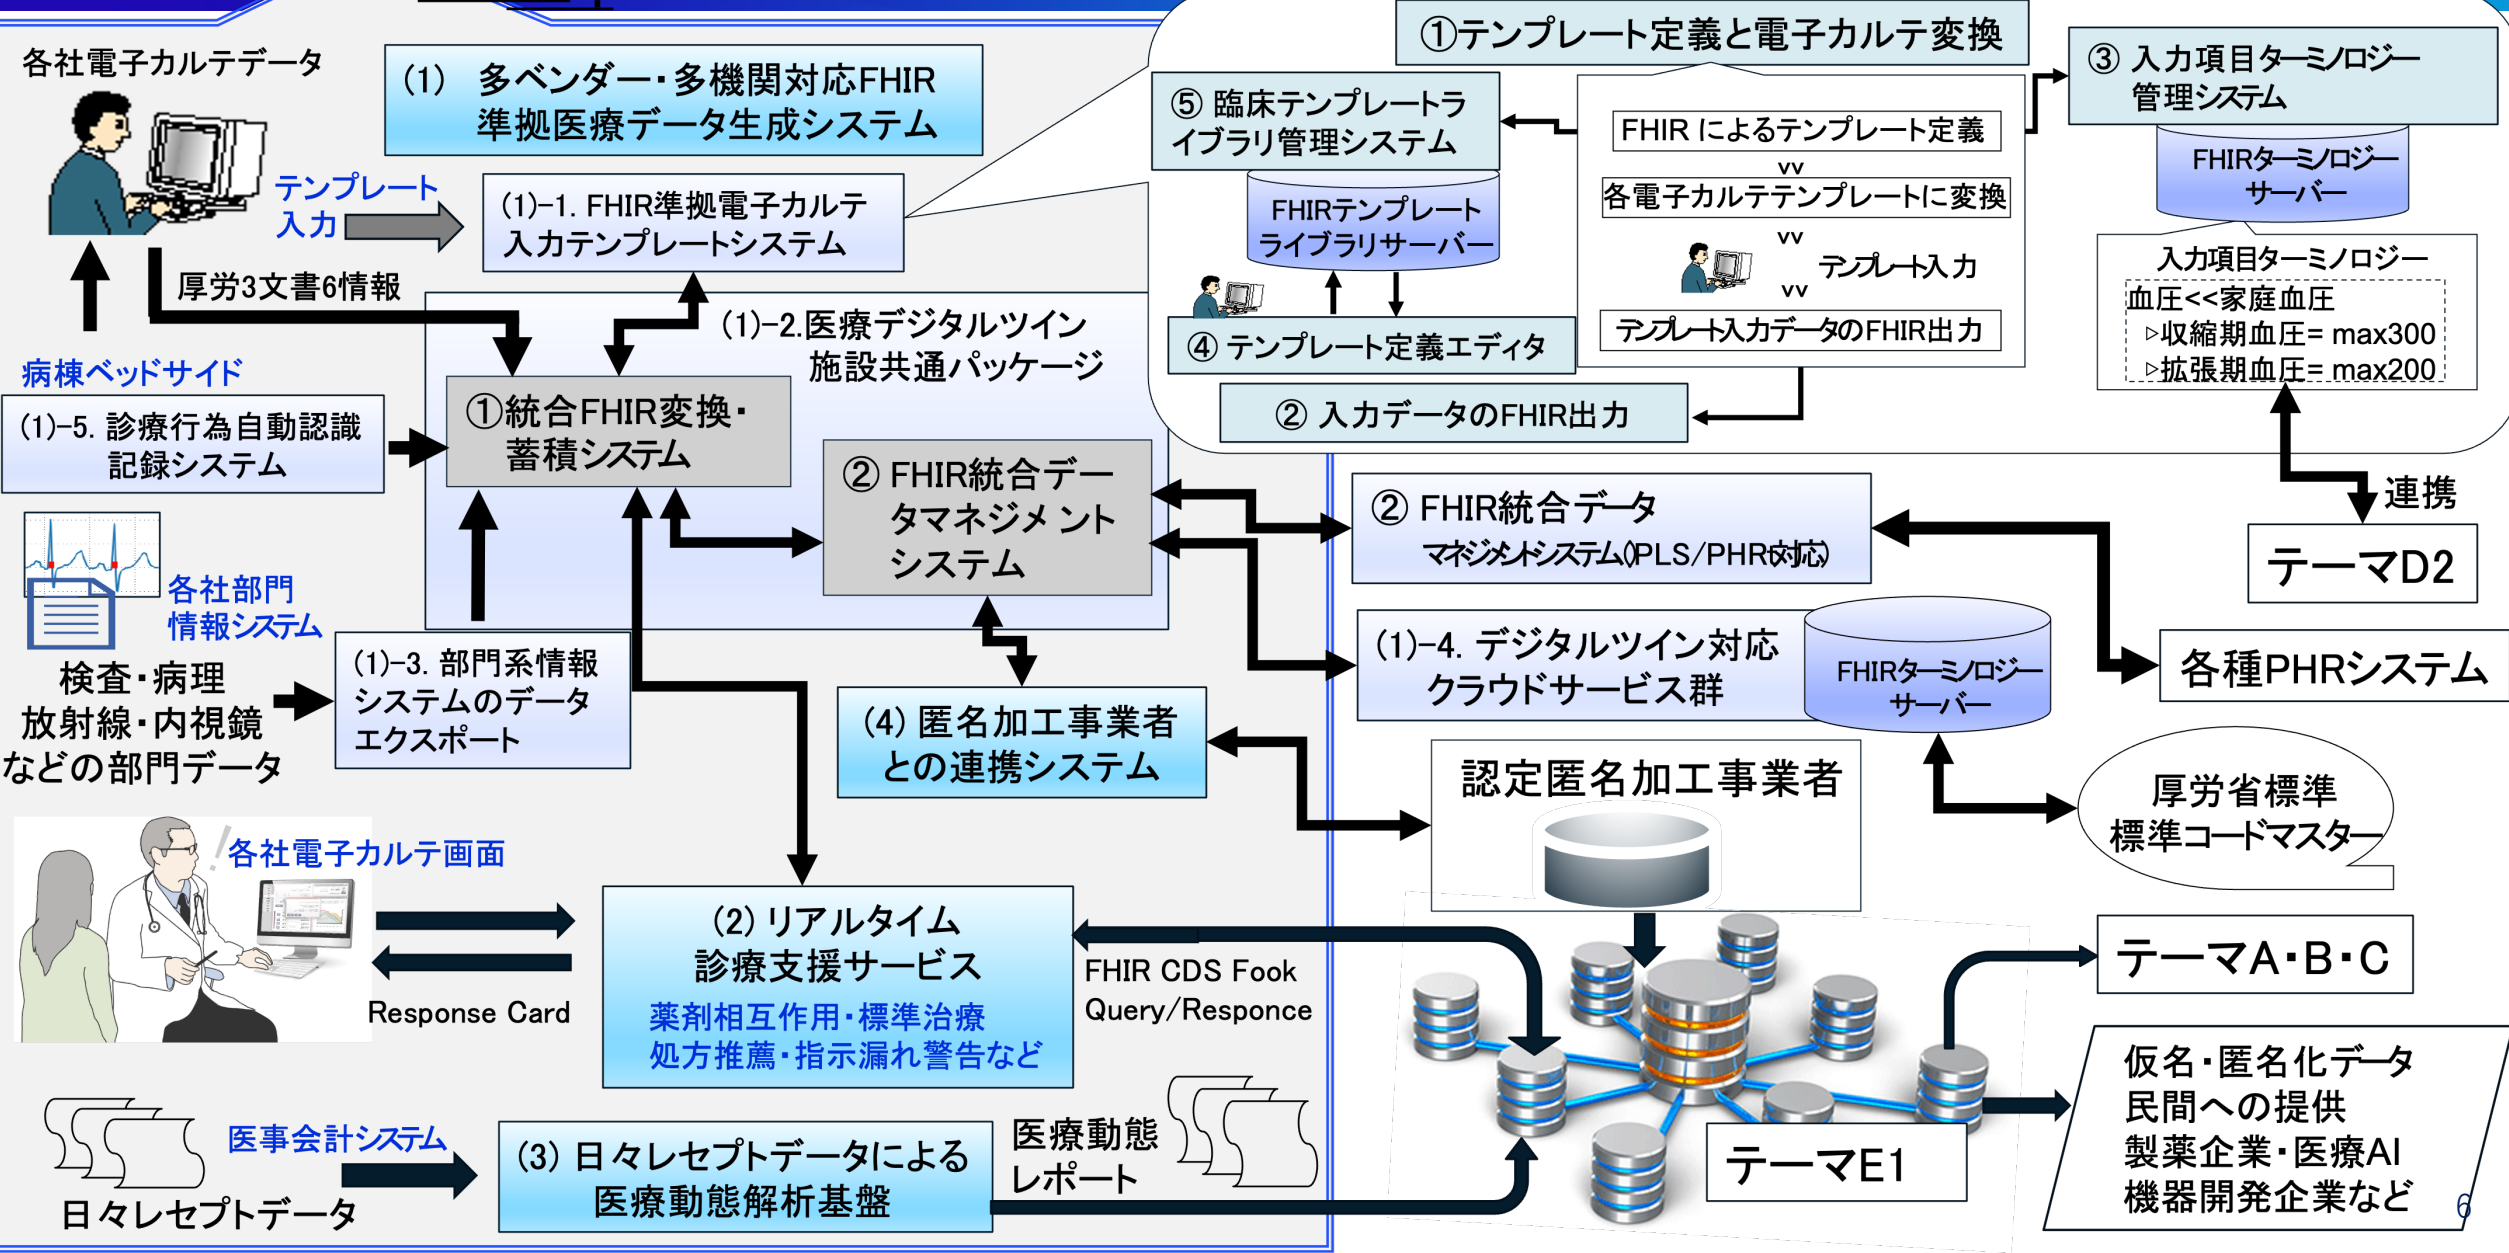 各社電子カルテデータ
(1) 多ベンダー・多機関対応FHIR
準拠医療データ生成システム
テンプレート
入力
(1)-1. FHIR準拠電子カルテ
入力テンプレートシステム
厚労3文書6情報
(1)-2.医療デジタルツイン
施設共通パッケージ
病棟ベッドサイド
(1)-5. 診療行為自動認識
記録システム
①統合FHIR変換・
蓄積システム
② FHIR統合デー
タマネジメント
システム
各社部門
情報システム
検査・病理
放射線・内視鏡
などの部門データ
(1)-3. 部門系情報
システムのデータ
エクスポート
(4) 匿名加工事業者
との連携システム
①テンプレート定義と電子カルテ変換
⑤ 臨床テンプレートラ
イブラリ管理システム
FHIRテンプレート
ライブラリサーバー
④ テンプレート定義エディタ
FHIR によるテンプレート定義
vv
各電子カルテテンプレートに変換
vv
テンプレート入力
vv
テンプレート入力データのFHIR出力
② 入力データのFHIR出力
③ 入力項目ターミノロジー
管理システム
FHIRターミノロジー
サーバー
入力項目ターミノロジー
血圧<<家庭血圧
▷収縮期血圧= max300
▷拡張期血圧= max200
連携
テーマD2
② FHIR統合データ
マネジメントシステム(PLS/PHR対応)
(1)-4. デジタルツイン対応
クラウドサービス群
FHIRターミノロジー
サーバー
各種PHRシステム
認定匿名加工事業者
厚労省標準
標準コードマスター
各社電子カルテ画面
Response Card
(2) リアルタイム
診療支援サービス
薬剤相互作用・標準治療
処方推薦・指示漏れ警告など
FHIR CDS Fook
Query/Responce
テーマA・B・C
仮名・匿名化データ
民間への提供
製薬企業・医療AI
機器開発企業など
テーマE1
医事会計システム
日々レセプトデータ
(3) 日々レセプトデータによる
医療動態解析基盤
医療動態
レポート
6